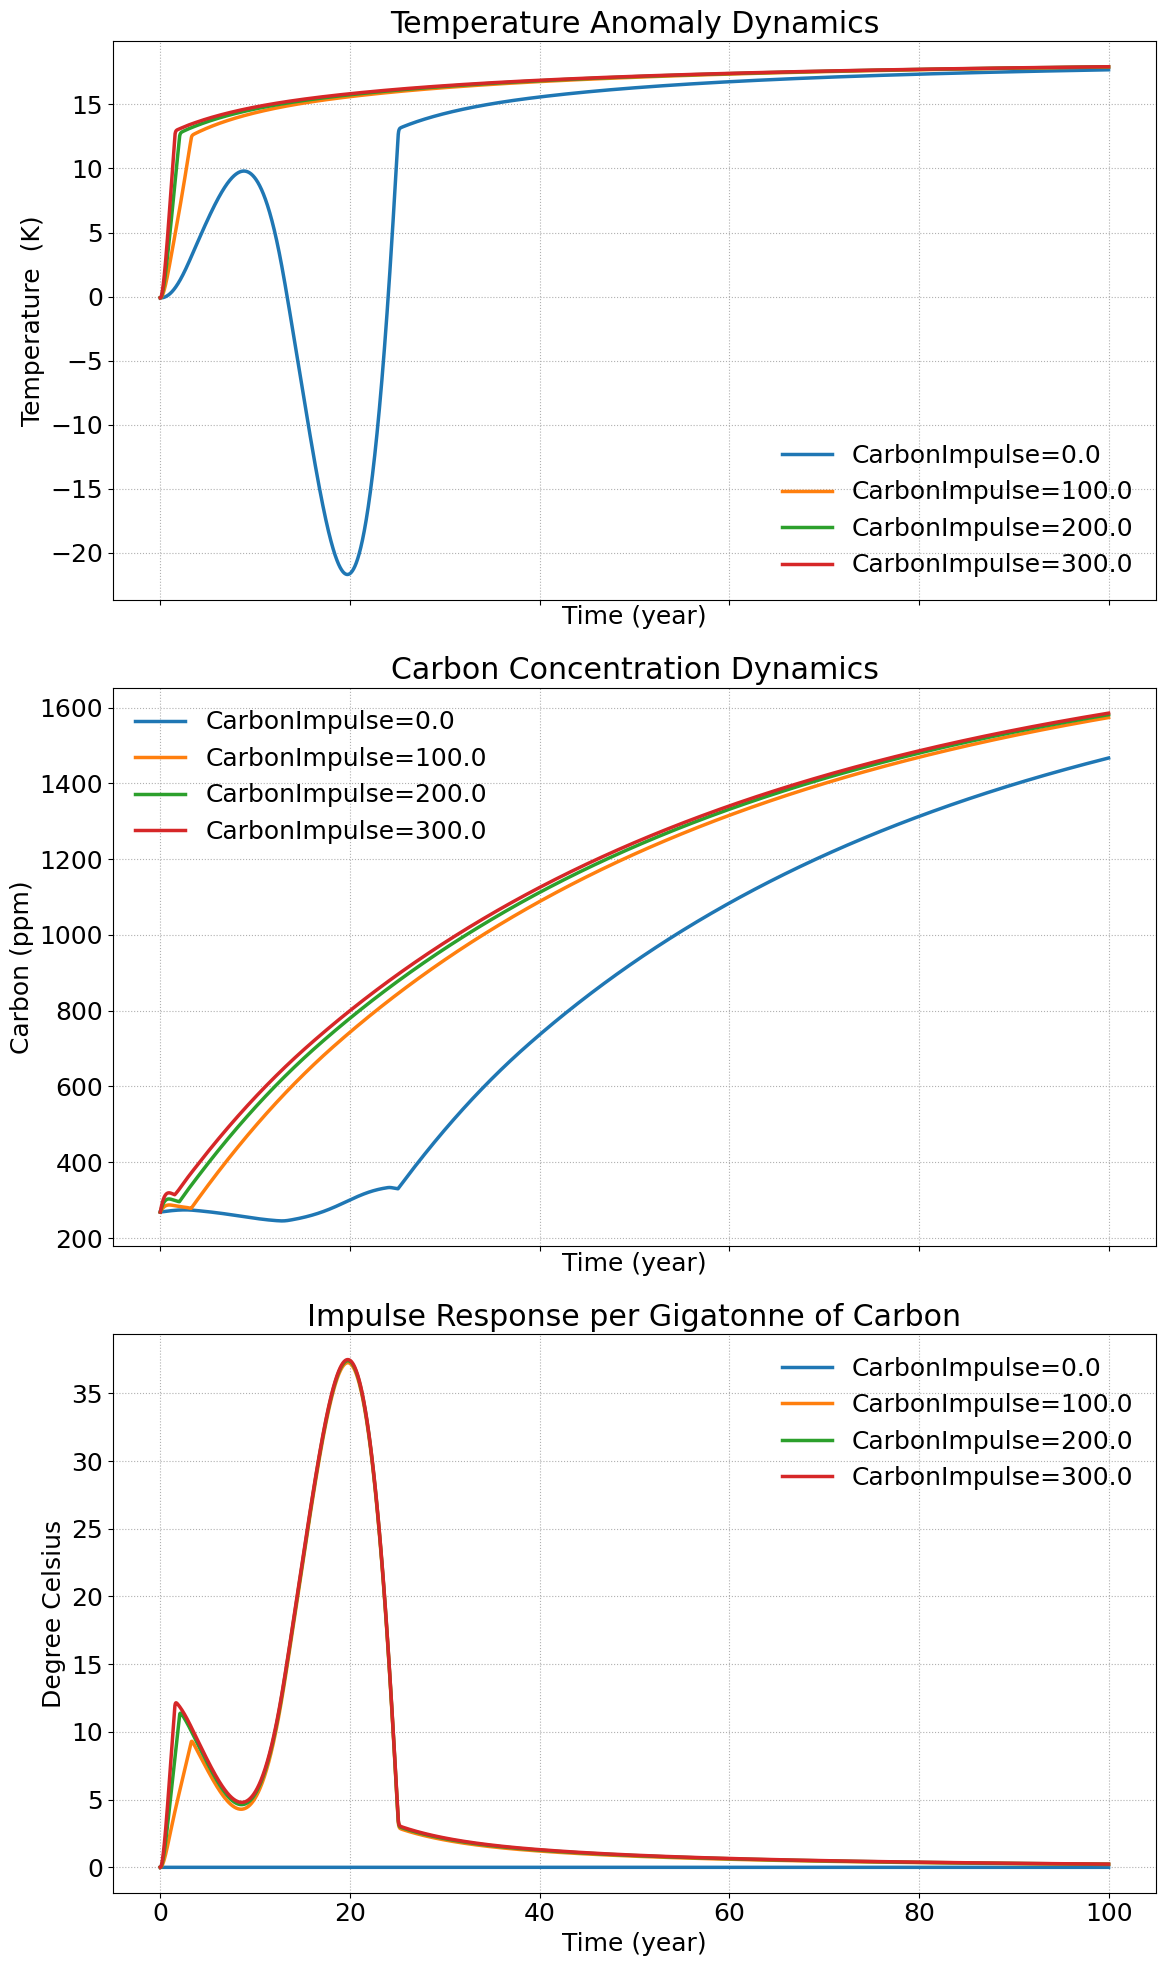 Temperature Anomaly Dynamics
Temperature  (K)
15
10
5
0
−5
−10
−15
−20
CarbonImpulse=0.0
CarbonImpulse=100.0
CarbonImpulse=200.0
CarbonImpulse=300.0
Time (year)
Carbon Concentration Dynamics
Carbon (ppm)
1600
1400
1200
1000
800
600
400
200
CarbonImpulse=0.0
CarbonImpulse=100.0
CarbonImpulse=200.0
CarbonImpulse=300.0
Time (year)
Impulse Response per Gigatonne of Carbon
Degree Celsius
35
30
25
20
15
10
5
0
CarbonImpulse=0.0
CarbonImpulse=100.0
CarbonImpulse=200.0
CarbonImpulse=300.0
0 20 40 60 80 100
Time (year)